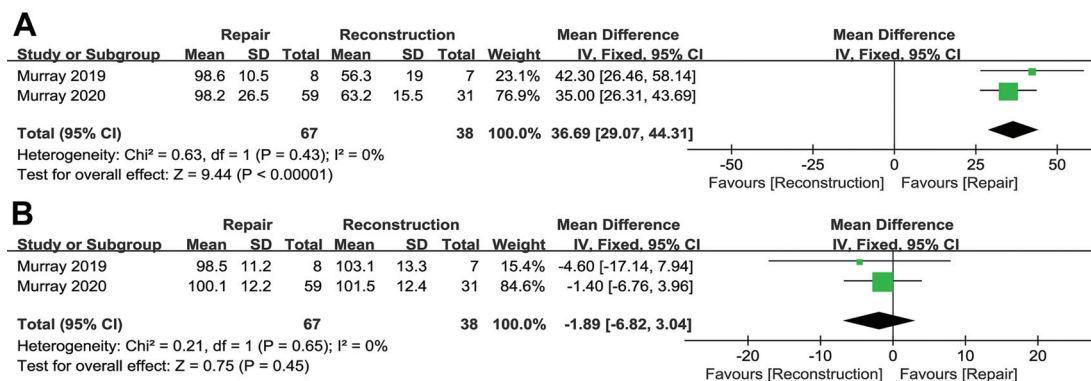 A
Repair Reconstruction Mean Difference Mean Difference
Study or Subgroup Mean SD Total Mean SD Total Weight IV, Fixed, 95% CI IV, Fixed, 95% CI
Murray 2019 98.6 10.5 8 56.3 19 7 23.1% 42.30 [26.46, 58.14]
Murray 2020 98.2 26.5 59 63.2 15.5 31 76.9% 35.00 [26.31, 43.69]
Total (95% CI) 67 38 100.0% 36.69 [29.07, 44.31]
Heterogeneity: Chi² = 0.63, df = 1 (P = 0.43); I² = 0%
Test for overall effect: Z = 9.44 (P < 0.00001)
-50 -25 0 25 50
Favours [Reconstruction] Favours [Repair]
B
Repair Reconstruction Mean Difference Mean Difference
Study or Subgroup Mean SD Total Mean SD Total Weight IV, Fixed, 95% CI IV, Fixed, 95% CI
Murray 2019 98.5 11.2 8 103.1 13.3 7 15.4% -4.60 [-17.14, 7.94]
Murray 2020 100.1 12.2 59 101.5 12.4 31 84.6% -1.40 [-6.76, 3.96]
Total (95% CI) 67 38 100.0% -1.89 [-6.82, 3.04]
Heterogeneity: Chi² = 0.21, df = 1 (P = 0.65); I² = 0%
Test for overall effect: Z = 0.75 (P = 0.45)
-20 -10 0 10 20
Favours [Reconstruction] Favours [Repair]